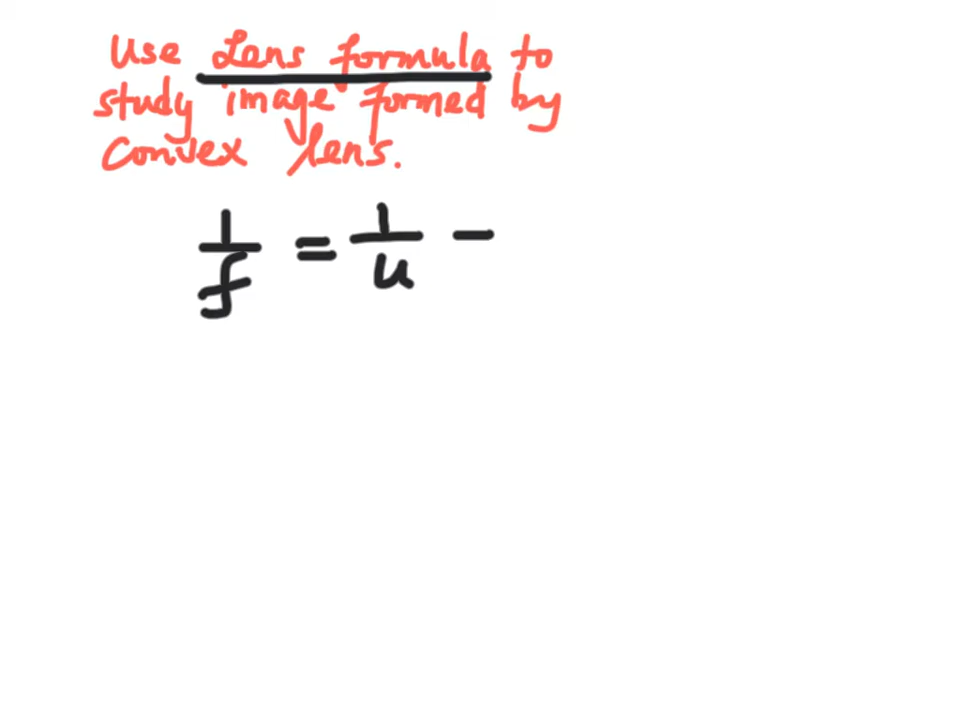 Use Lens formula to
study image formed by
Convex lens.
1/f = 1/u -